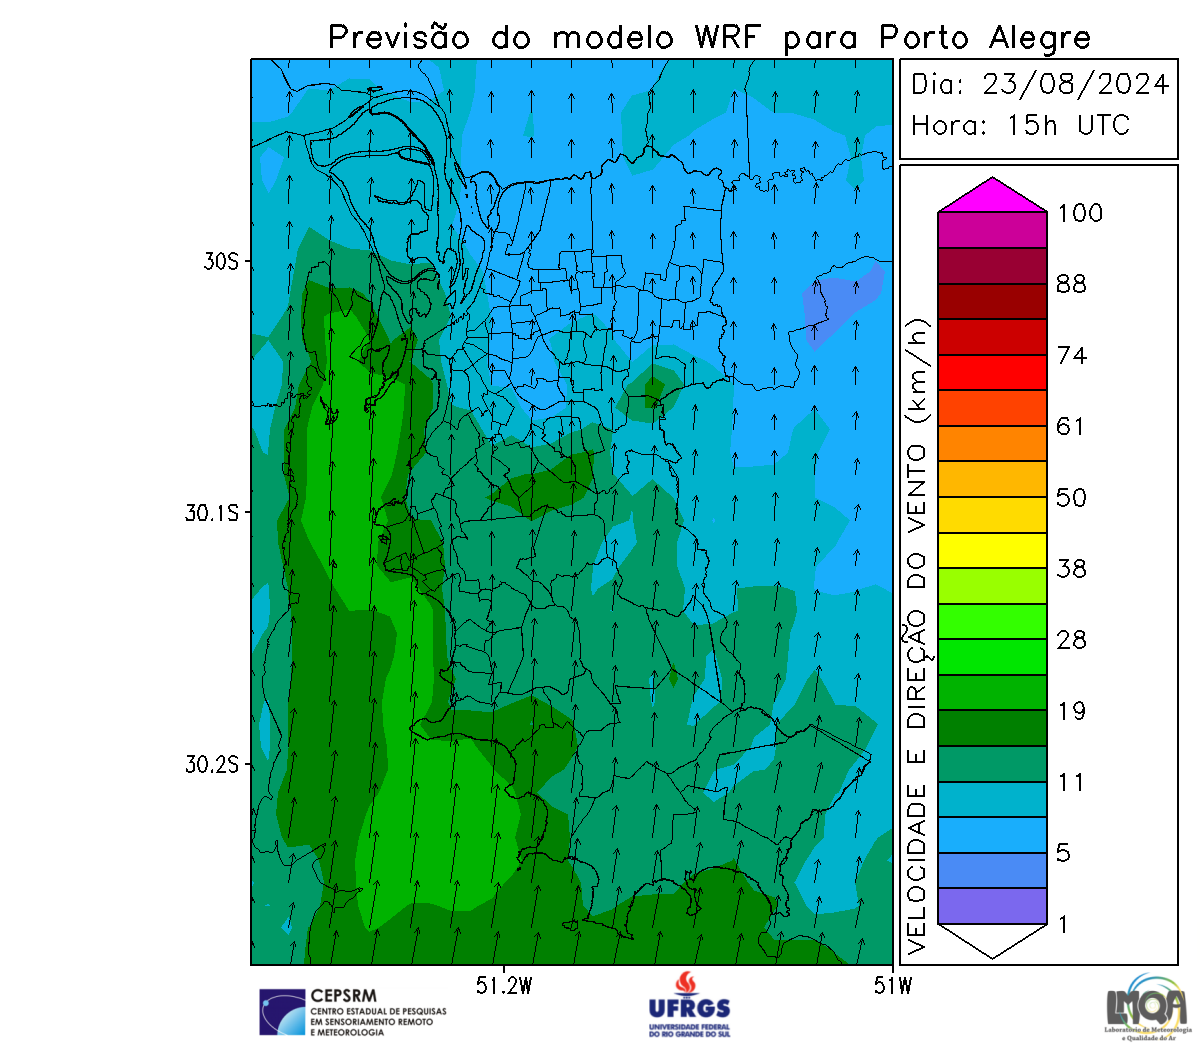 Previsão do modelo WRF para Porto Alegre
Dia: 23/08/2024
Hora: 15h UTC
100
88
74
61
50
38
28
19
11
5
1
VELOCIDADE E DIREÇÃO DO VENTO (km/h)
30S
30.1S
30.2S
51.2W
51W
CEPSRM
CENTRO ESTADUAL DE PESQUISAS
EM SENSORIAMENTO REMOTO
E METEOROLOGIA
UFRGS
UNIVERSIDADE FEDERAL
DO RIO GRANDE DO SUL
LMQA
Laboratório de Meteorologia
e Qualidade do Ar